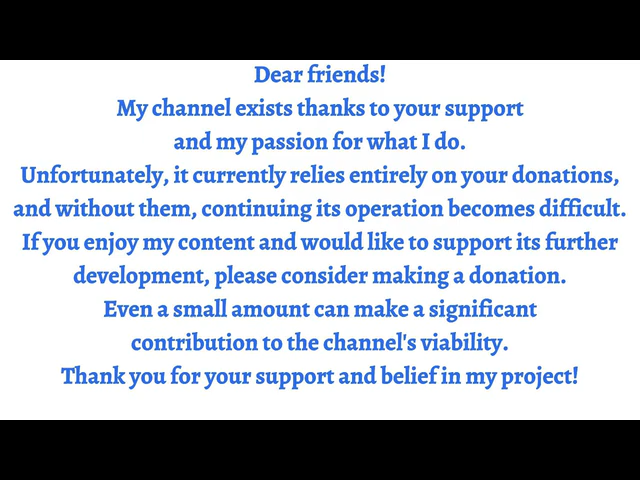 Dear friends!
My channel exists thanks to your support
and my passion for what I do.
Unfortunately, it currently relies entirely on your donations,
and without them, continuing its operation becomes difficult.
If you enjoy my content and would like to support its further
development, please consider making a donation.
Even a small amount can make a significant
contribution to the channel's viability.
Thank you for your support and belief in my project!